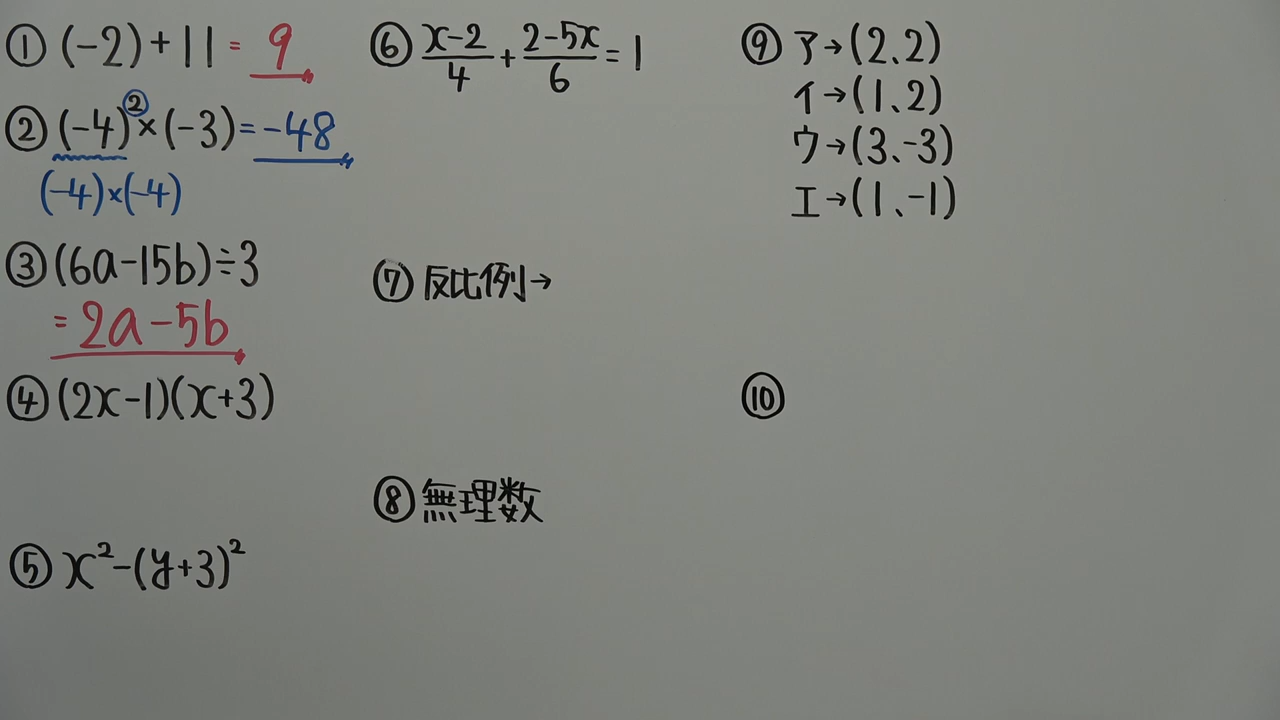 ① (-2)+11=9
② (-4)²×(-3)=-48
(-4)×(-4)
③ (6a-15b)÷3
=2a-5b
④ (2x-1)(x+3)
⑤ x²-(y+3)²
⑥ (x-2)/4+(2-5x)/6=1
⑦ 反比例→
⑧ 無理数
⑨ ア→(2、2)
イ→(1、2)
ウ→(3、-3)
エ→(1、-1)
⑩